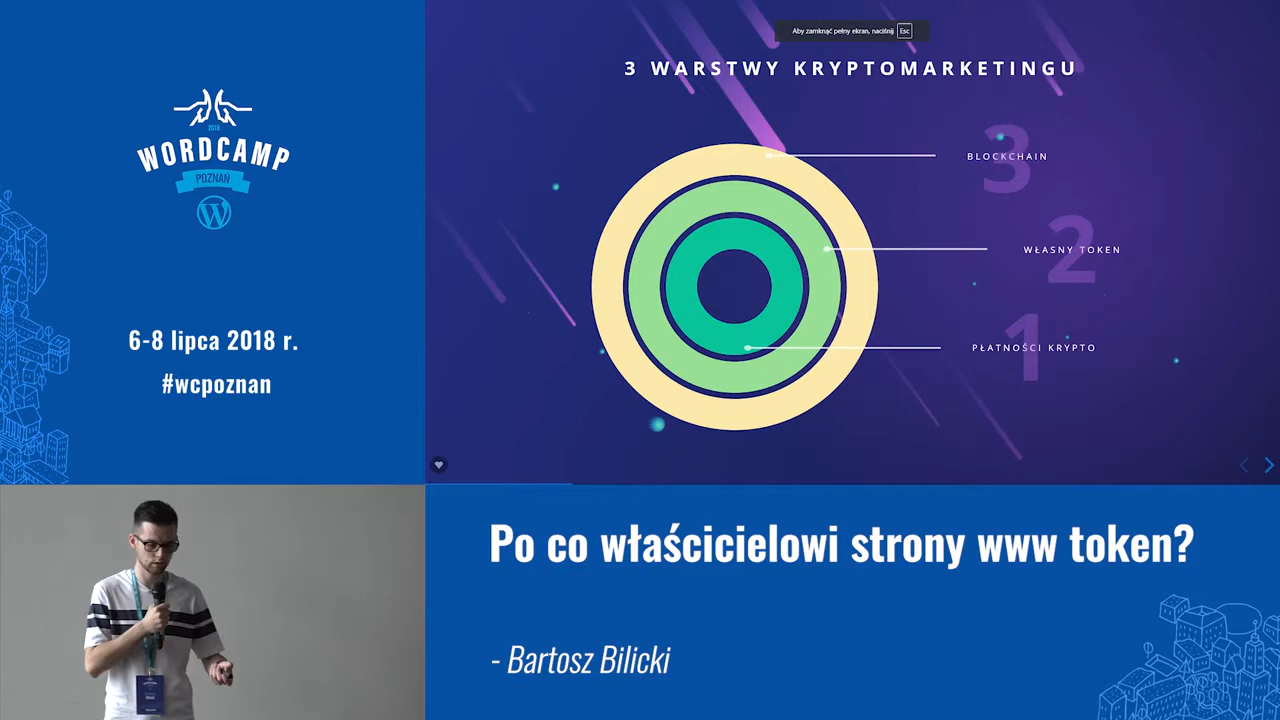 2018
WORDCAMP
POZNAŃ
6-8 lipca 2018 r.
#wcpoznan
Aby zamknąć pełny ekran, naciśnij Esc
3 WARSTWY KRYPTOMARKETINGU
3
BLOCKCHAIN
2
WŁASNY TOKEN
1
PŁATNOŚCI KRYPTO
Po co właścicielowi strony www token?
- Bartosz Bilicki